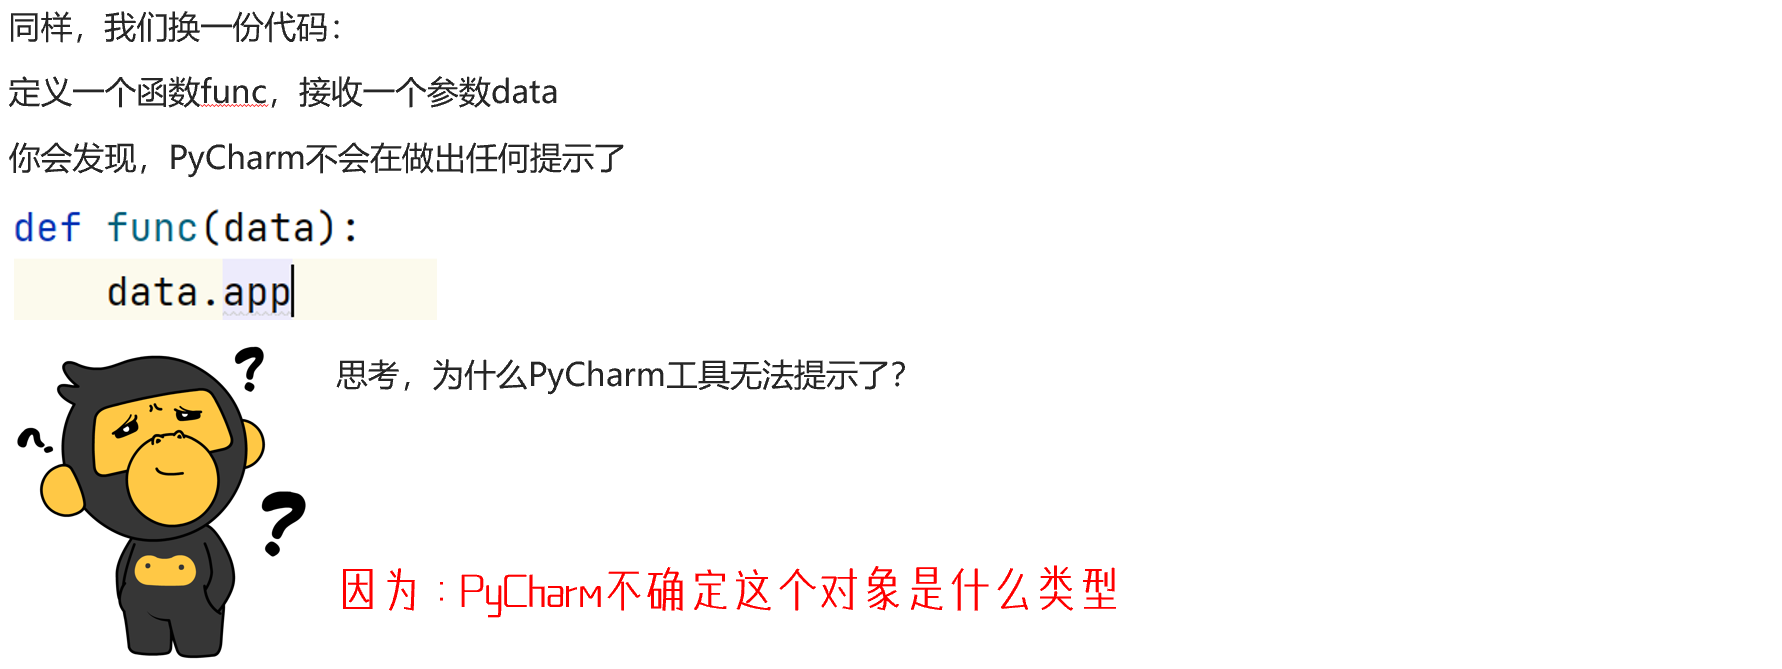 同样，我们换一份代码：
定义一个函数func，接收一个参数data
你会发现，PyCharm不会在做出任何提示了
def func(data):
    data.app
思考，为什么PyCharm工具无法提示了？
因为：PyCharm不确定这个对象是什么类型